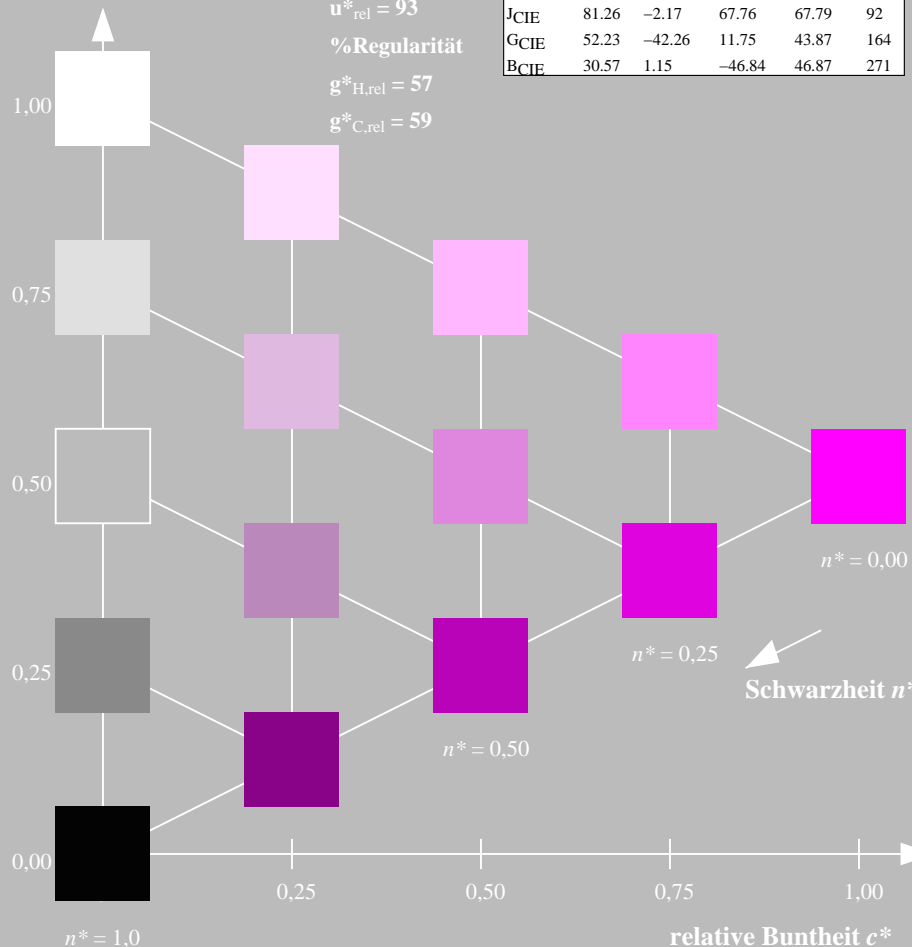 u*rel = 93
%Regularität
g*H,rel = 57
g*C,rel = 59
JCIE 81.26 −2.17 67.76 67.79 92
GCIE 52.23 −42.26 11.75 43.87 164
BCIE 30.57 1.15 −46.84 46.87 271
1,00
0,75
0,50
0,25
0,00
n* = 0,00
n* = 0,25
Schwarzheit n*
n* = 0,50
0,25 0,50 0,75 1,00
n* = 1,0
relative Buntheit c*